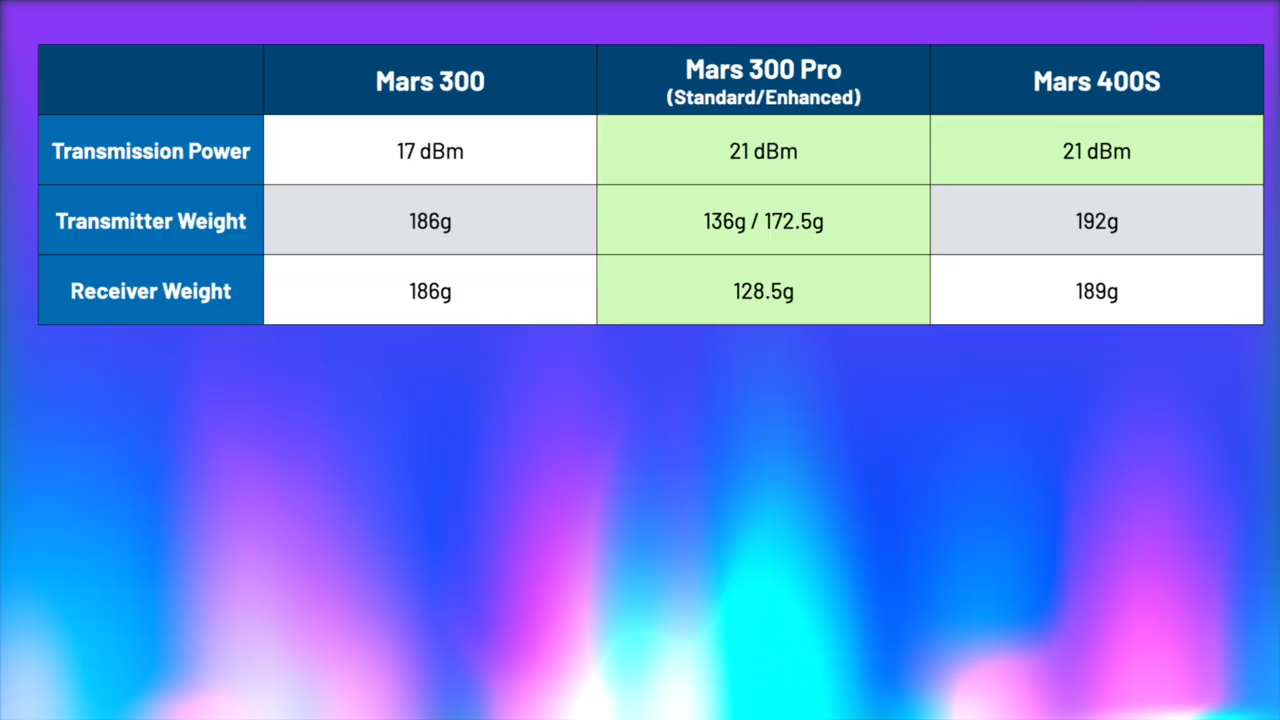 Mars 300
Mars 300 Pro
(Standard/Enhanced)
Mars 400S
Transmission Power 17 dBm 21 dBm 21 dBm
Transmitter Weight 186g 136g / 172.5g 192g
Receiver Weight 186g 128.5g 189g